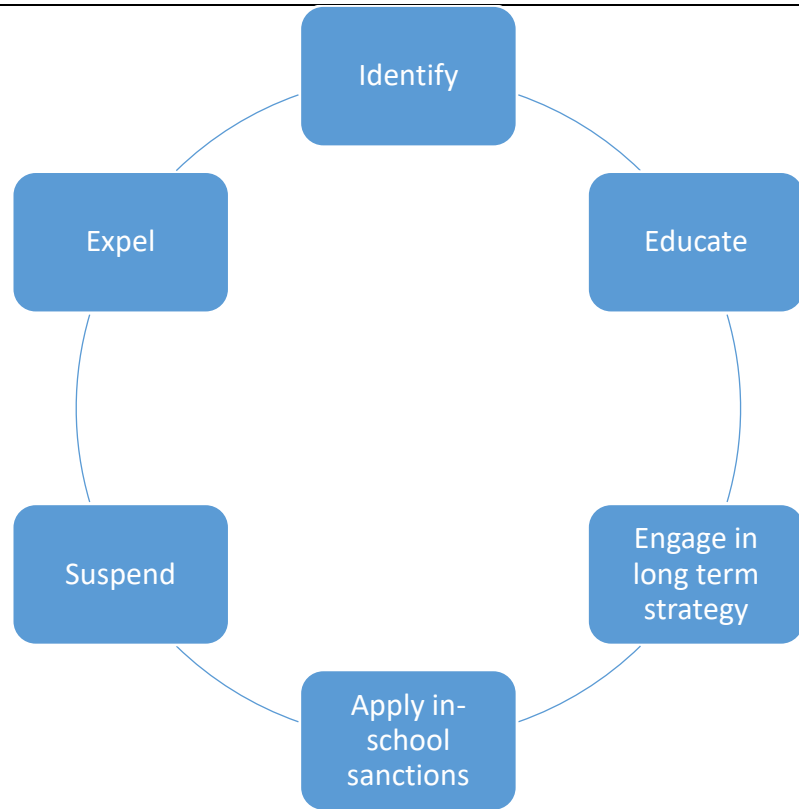 Identify
Educate
Engage in
long term
strategy
Apply in-
school
sanctions
Suspend
Expel